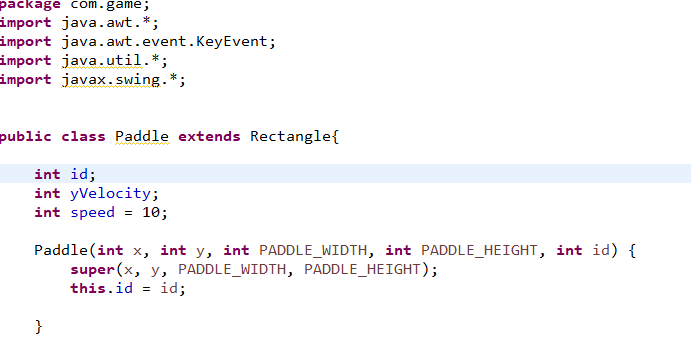 package com.game;
import java.awt.*;
import java.awt.event.KeyEvent;
import java.util.*;
import javax.swing.*;
public class Paddle extends Rectangle{
int id;
int yVelocity;
int speed = 10;
Paddle(int x, int y, int PADDLE_WIDTH, int PADDLE_HEIGHT, int id) {
super(x, y, PADDLE_WIDTH, PADDLE_HEIGHT);
this.id = id;
}